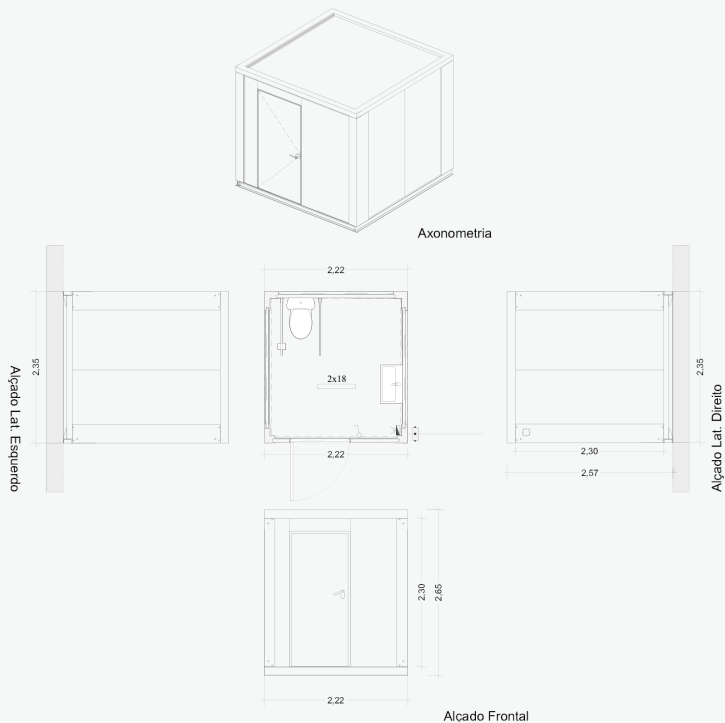 Axonometria
2,22
2,35
Alçado Lat. Esquerdo
2x18
2,22
2,35
Alçado Lat. Direito
2,30
2,57
2,30
2,65
2,22
Alçado Frontal